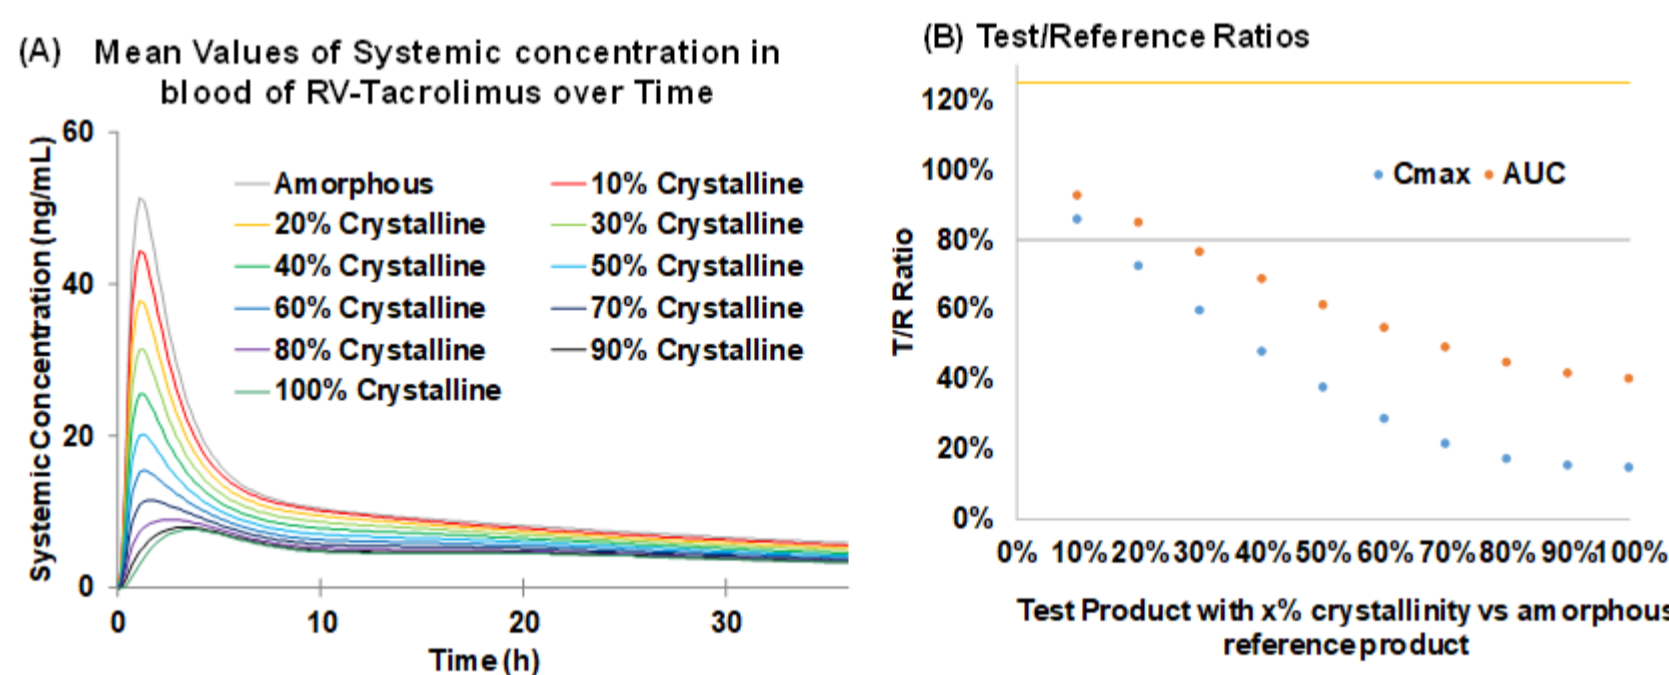 (A) Mean Values of Systemic concentration in
blood of RV-Tacrolimus over Time
Systemic Concentration (ng/mL)
60
40
20
0
Amorphous
10% Crystalline
20% Crystalline
30% Crystalline
40% Crystalline
50% Crystalline
60% Crystalline
70% Crystalline
80% Crystalline
90% Crystalline
100% Crystalline
0 10 20 30
Time (h)
(B) Test/Reference Ratios
T/R Ratio
120%
100%
80%
60%
40%
20%
0%
Cmax AUC
0% 10% 20% 30% 40% 50% 60% 70% 80% 90% 100%
Test Product with x% crystallinity vs amorphous
reference product